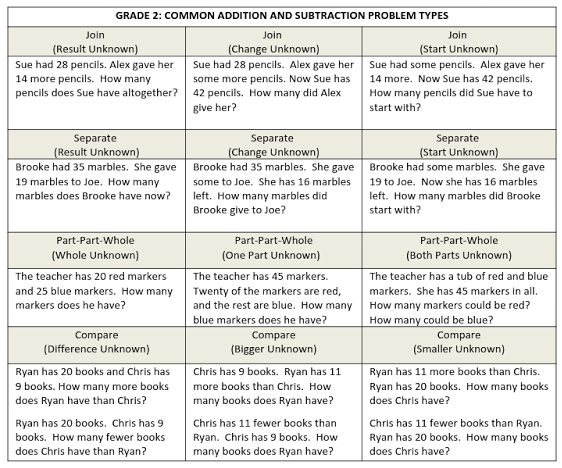 GRADE 2: COMMON ADDITION AND SUBTRACTION PROBLEM TYPES
Join
(Result Unknown)
Join
(Change Unknown)
Join
(Start Unknown)
Sue had 28 pencils. Alex gave her
14 more pencils. How many
pencils does Sue have altogether?
Sue had 28 pencils. Alex gave her
some more pencils. Now Sue has
42 pencils. How many did Alex
give her?
Sue had some pencils. Alex gave her
14 more. Now Sue has 42 pencils.
How many pencils did Sue have to
start with?
Separate
(Result Unknown)
Separate
(Change Unknown)
Separate
(Start Unknown)
Brooke had 35 marbles. She gave
19 marbles to Joe. How many
marbles does Brooke have now?
Brooke had 35 marbles. She gave
some to Joe. She has 16 marbles
left. How many marbles did
Brooke give to Joe?
Brooke had some marbles. She gave
19 to Joe. Now she has 16 marbles
left. How many marbles did Brooke
start with?
Part-Part-Whole
(Whole Unknown)
Part-Part-Whole
(One Part Unknown)
Part-Part-Whole
(Both Parts Unknown)
The teacher has 20 red markers
and 25 blue markers. How many
markers does he have?
The teacher has 45 markers.
Twenty of the markers are red,
and the rest are blue. How many
blue markers does he have?
The teacher has a tub of red and blue
markers. She has 45 markers in all.
How many markers could be red?
How many could be blue?
Compare
(Difference Unknown)
Compare
(Bigger Unknown)
Compare
(Smaller Unknown)
Ryan has 20 books and Chris has
9 books. How many more books
does Ryan have than Chris?
Ryan has 20 books. Chris has 9
books. How many fewer books
does Chris have than Ryan?
Chris has 9 books. Ryan has 11
more books than Chris. How
many books does Ryan have?
Chris has 11 fewer books than
Ryan. Chris has 9 books. How
many books does Ryan have?
Ryan has 11 more books than Chris.
Ryan has 20 books. How many books
does Chris have?
Chris has 11 fewer books than Ryan.
Ryan has 20 books. How many books
does Chris have?